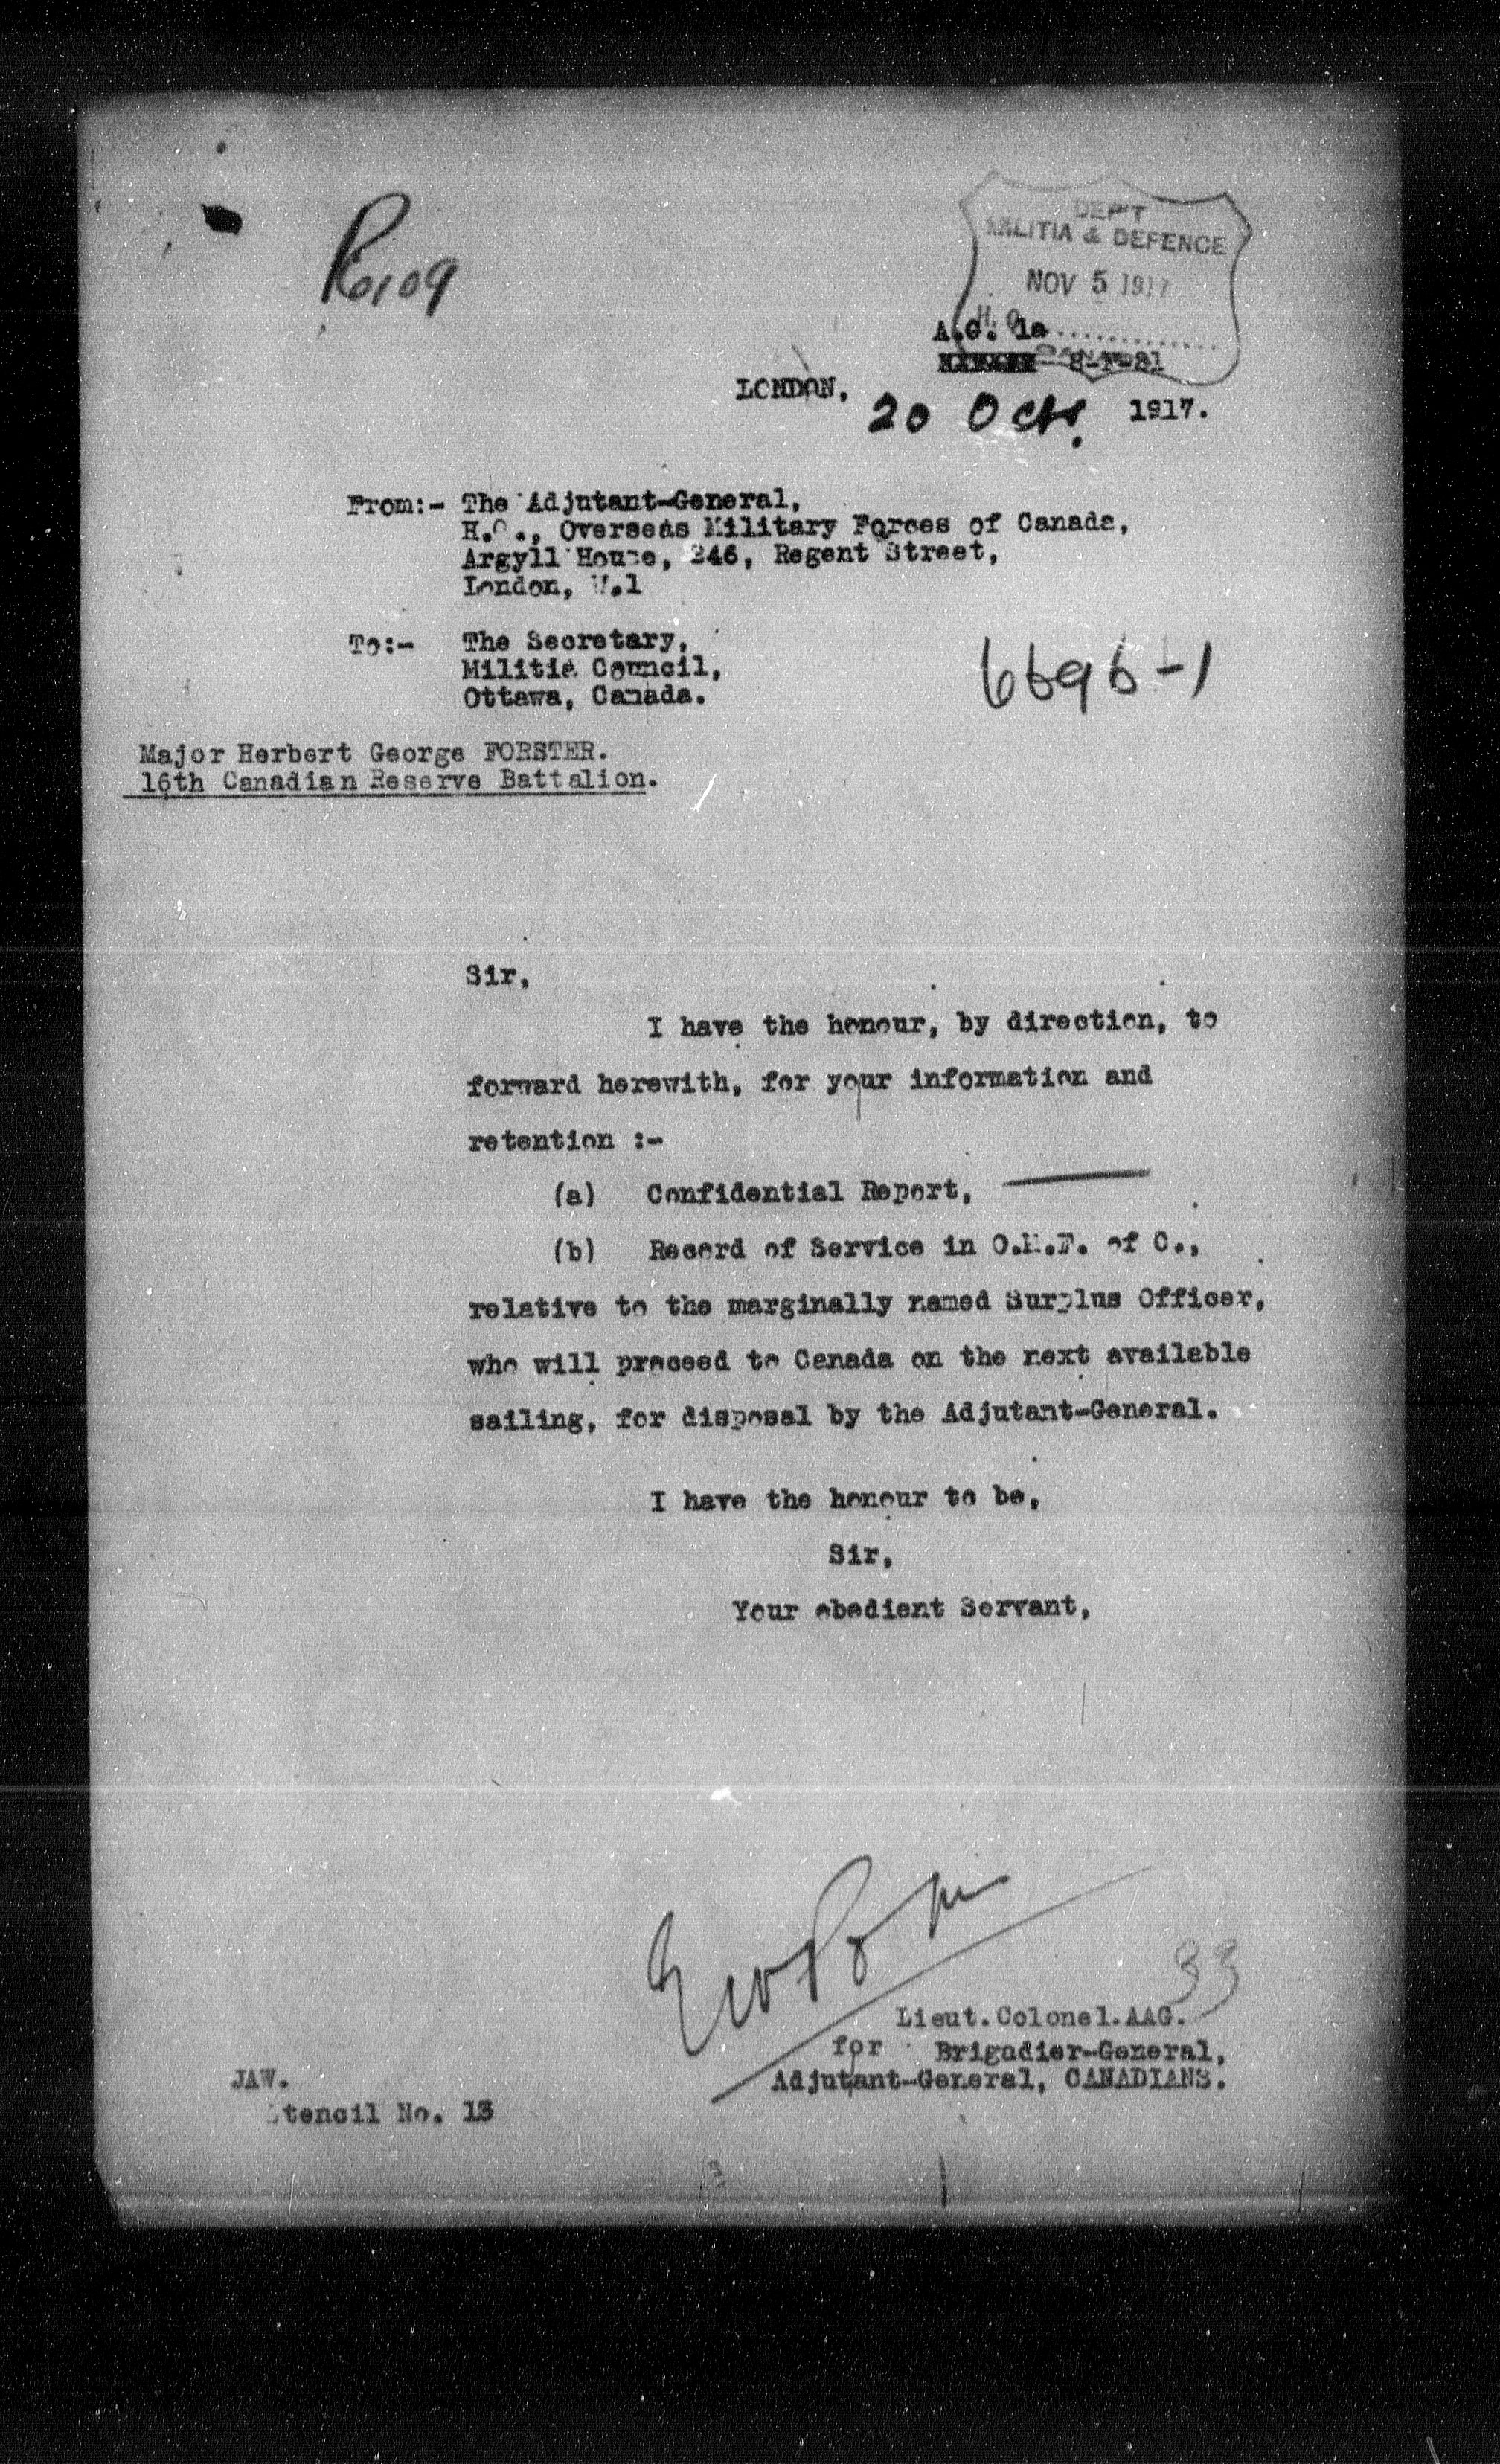 R6109
DEP'T
MILITIA & DEFENCE
NOV 5 1917
H.Q.
A.G. 1a
8-F-81
LONDON, 20 Oct. 1917.
From:- The Adjutant-General,
H.Q., Overseas Military Forces of Canada,
Argyll House, 246, Regent Street,
London, W.1
To:- The Secretary,
Militia Council,
Ottawa, Canada.
6696-1
Major Herbert George FORSTER.
16th Canadian Reserve Battalion.
Sir,
I have the honour, by direction, to
forward herewith, for your information and
retention :-
(a) Confidential Report,
(b) Record of Service in O.M.F. of C.,
relative to the marginally named Surplus Officer,
who will proceed to Canada on the next available
sailing, for disposal by the Adjutant-General.
I have the honour to be,
Sir,
Your obedient Servant,
33
Lieut.Colonel.AAG.
for Brigadier-General,
Adjutant-General, CANADIANS.
JAW.
Stencil No. 13